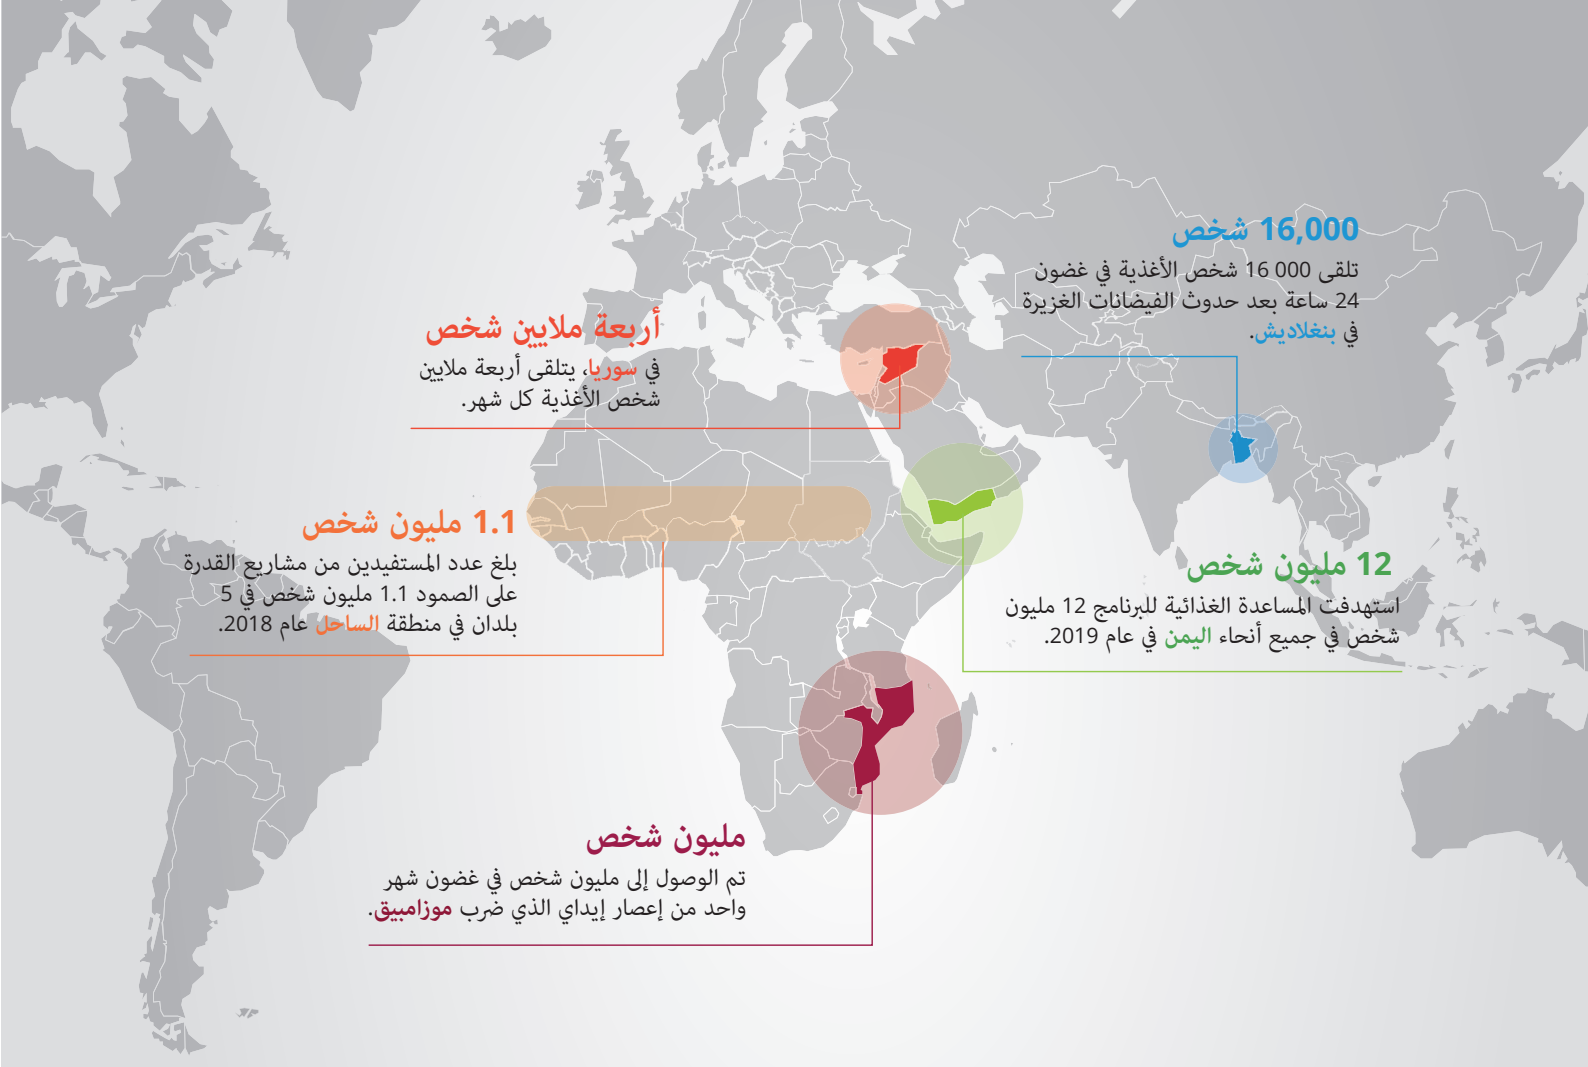 16,000 شخص
تلقى 000 16 شخص الأغذية في غضون
24 ساعة بعد حدوث الفيضانات الغزيرة
في بنغلاديش.
أربعة ملايين شخص
في سوريا، يتلقى أربعة ملايين
شخص الأغذية كل شهر.
1.1 مليون شخص
بلغ عدد المستفيدين من مشاريع القدرة
على الصمود 1.1 مليون شخص في 5
بلدان في منطقة الساحل عام 2018.
12 مليون شخص
استهدفت المساعدة الغذائية للبرنامج 12 مليون
شخص في جميع أنحاء اليمن في عام 2019.
مليون شخص
تم الوصول إلى مليون شخص في غضون شهر
واحد من إعصار إيداي الذي ضرب موزامبيق.